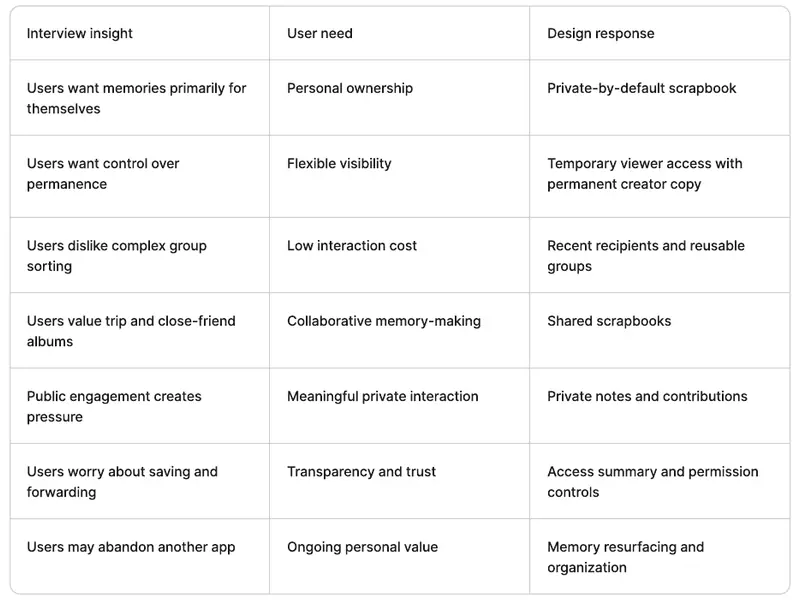 Interview insight
User need
Design response
Users want memories primarily for
themselves
Personal ownership
Private-by-default scrapbook
Users want control over
permanence
Flexible visibility
Temporary viewer access with
permanent creator copy
Users dislike complex group
sorting
Low interaction cost
Recent recipients and reusable
groups
Users value trip and close-friend
albums
Collaborative memory-making
Shared scrapbooks
Public engagement creates
pressure
Meaningful private interaction
Private notes and contributions
Users worry about saving and
forwarding
Transparency and trust
Access summary and permission
controls
Users may abandon another app
Ongoing personal value
Memory resurfacing and
organization